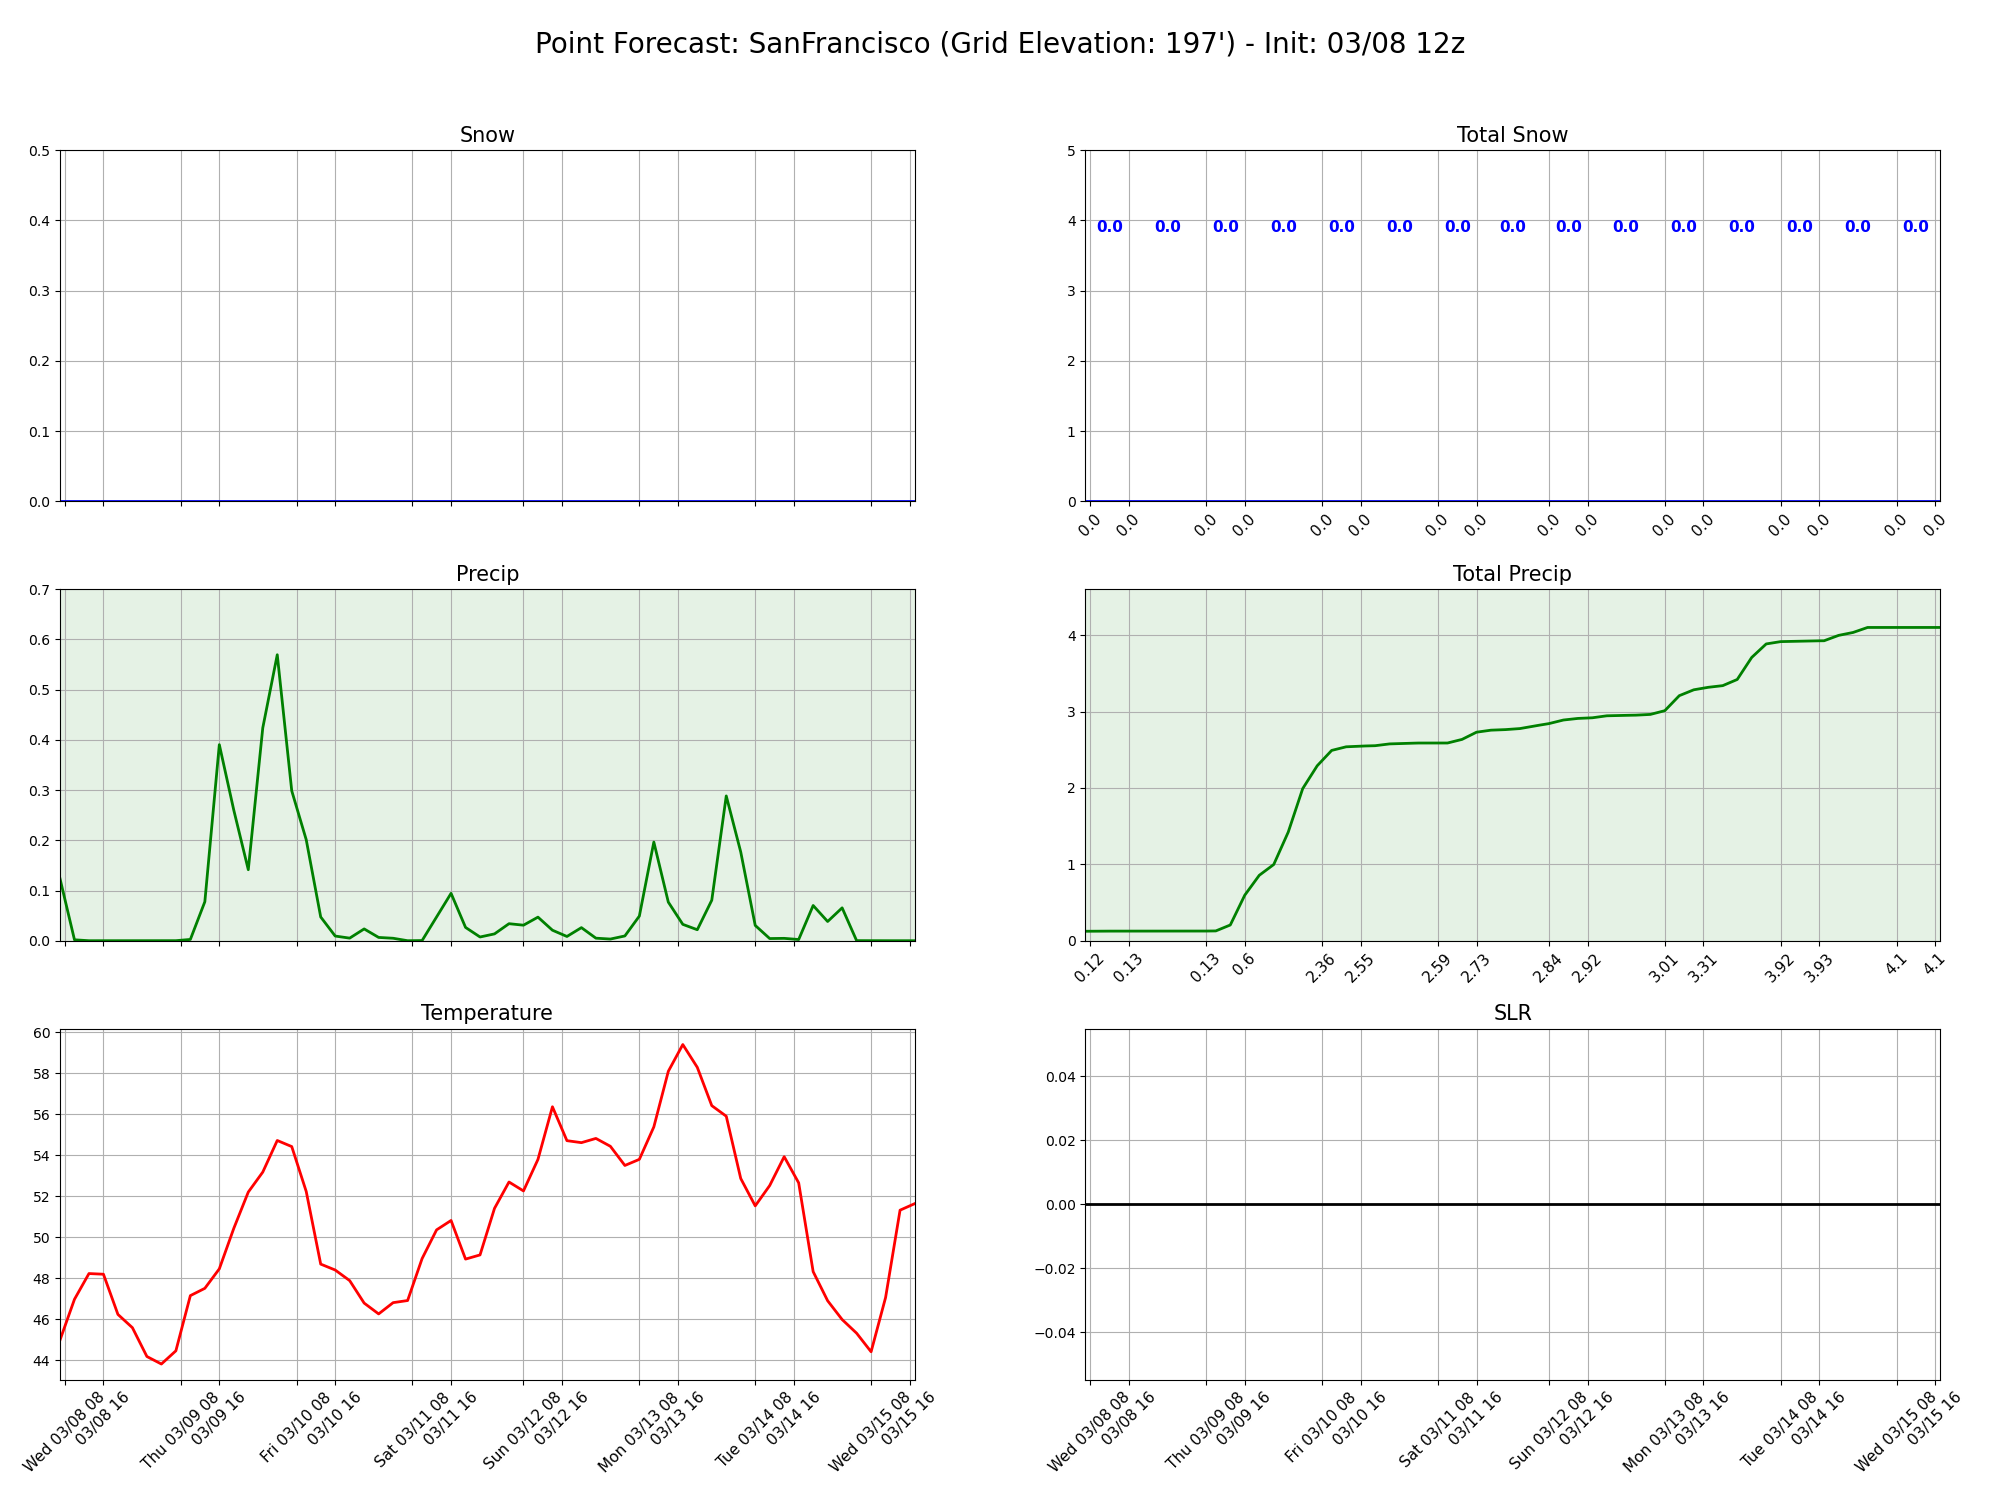 Point Forecast: SanFrancisco (Grid Elevation: 197') - Init: 03/08 12z
Snow
0.5
0.4
0.3
0.2
0.1
0.0
Total Snow
5
4
3
2
1
0
0.0 0.0 0.0 0.0 0.0 0.0 0.0 0.0 0.0 0.0 0.0 0.0 0.0 0.0 0.0
0.0 0.0 0.0 0.0 0.0 0.0 0.0 0.0 0.0 0.0 0.0 0.0 0.0 0.0 0.0 0.0
Precip
0.7
0.6
0.5
0.4
0.3
0.2
0.1
0.0
Total Precip
4
3
2
1
0
0.12 0.13 0.13 0.6 2.36 2.55 2.59 2.73 2.84 2.92 3.01 3.31 3.92 3.93 4.1 4.1
Temperature
60
58
56
54
52
50
48
46
44
Wed 03/08 08
03/08 16
Thu 03/09 08
03/09 16
Fri 03/10 08
03/10 16
Sat 03/11 08
03/11 16
Sun 03/12 08
03/12 16
Mon 03/13 08
03/13 16
Tue 03/14 08
03/14 16
Wed 03/15 08
03/15 16
SLR
0.04
0.02
0.00
−0.02
−0.04
Wed 03/08 08
03/08 16
Thu 03/09 08
03/09 16
Fri 03/10 08
03/10 16
Sat 03/11 08
03/11 16
Sun 03/12 08
03/12 16
Mon 03/13 08
03/13 16
Tue 03/14 08
03/14 16
Wed 03/15 08
03/15 16